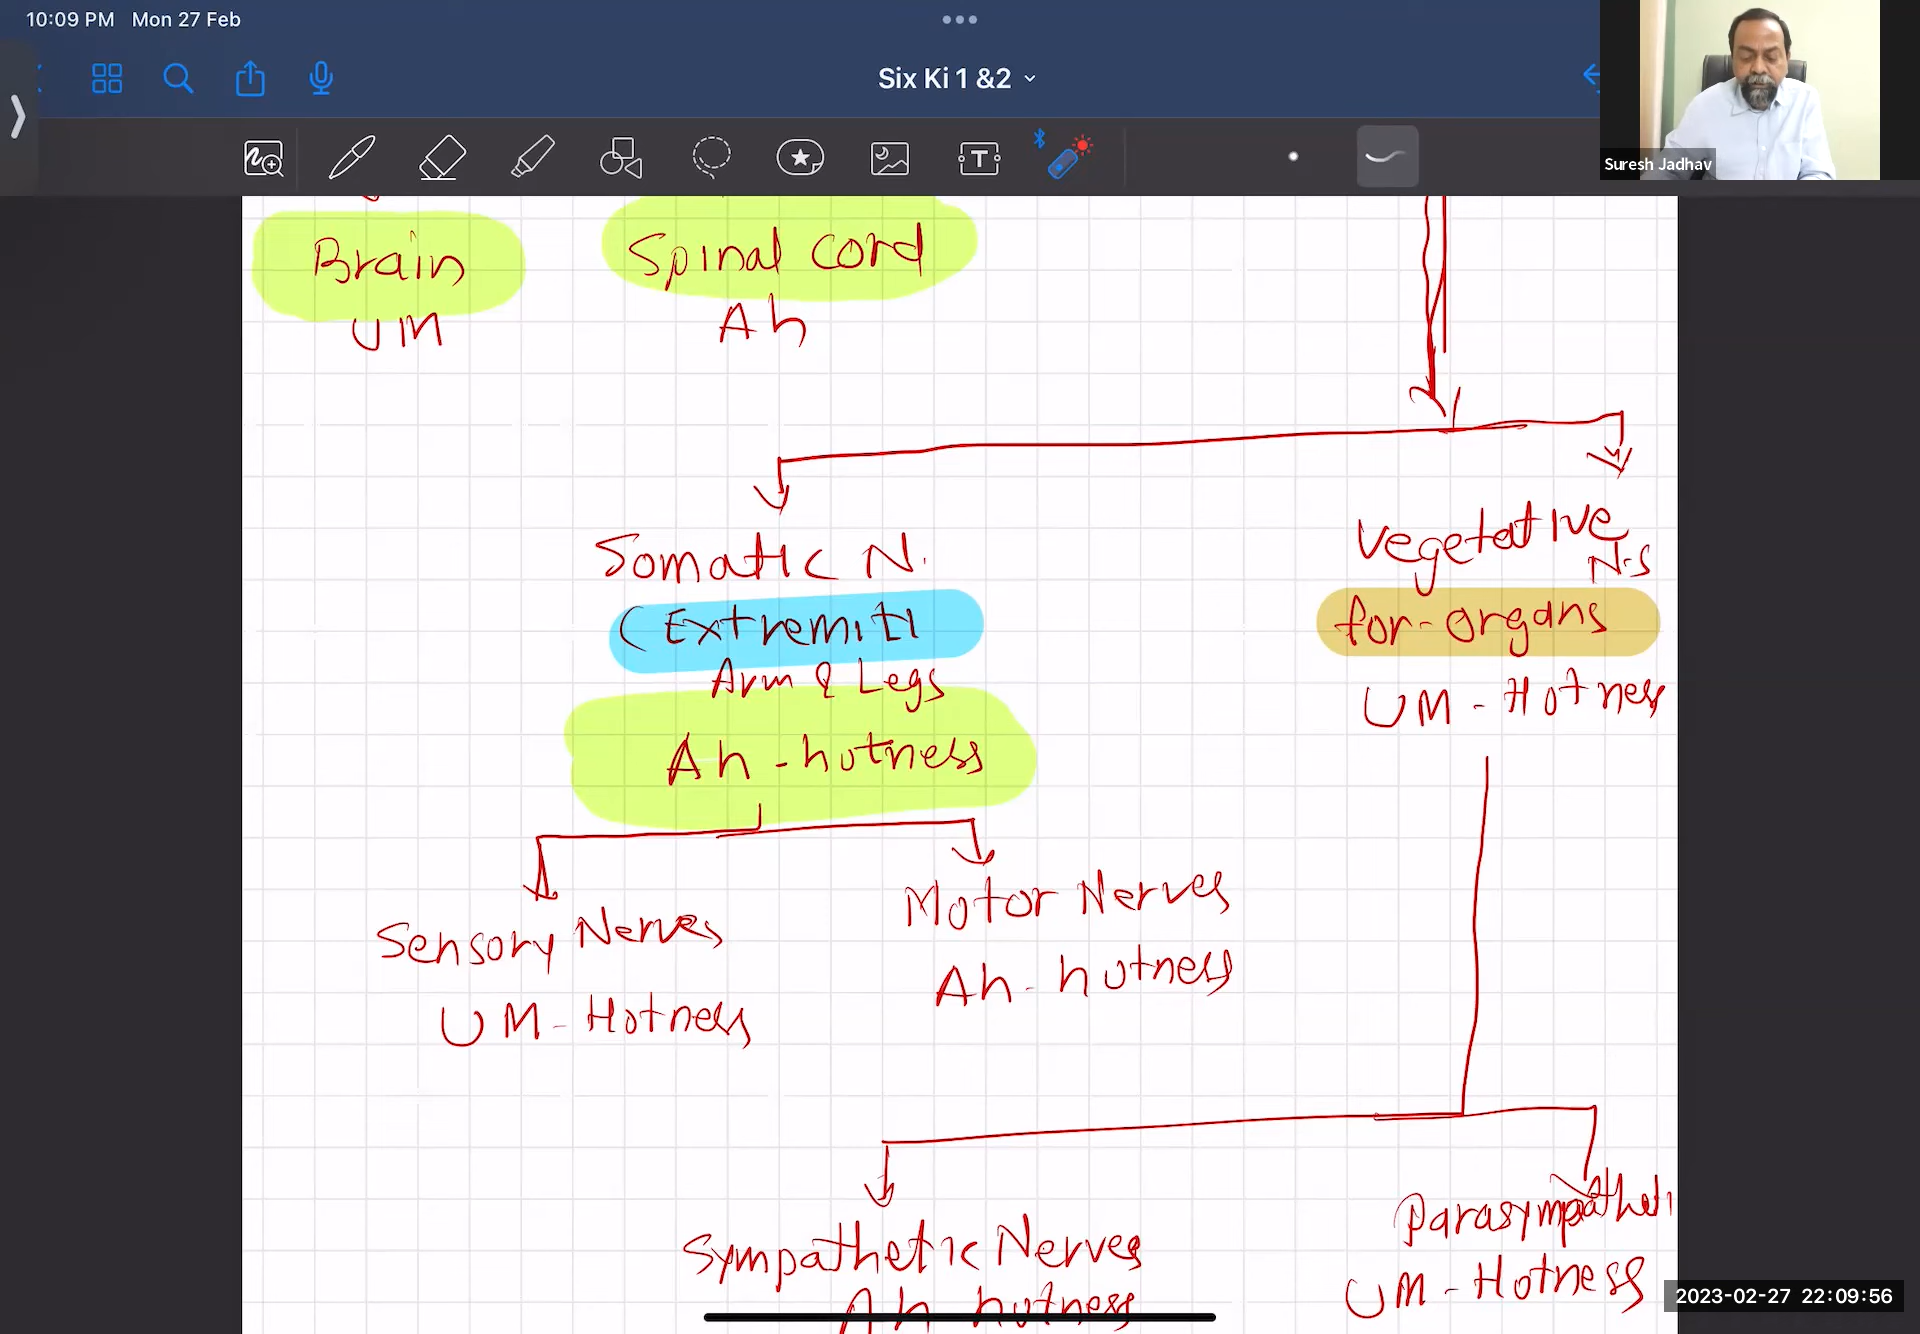 10:09 PM Mon 27 Feb
Six Ki 1 &2
Suresh Jadhav
Brain
UM
Spinal Cord
Ah
Somatic N.
(Extremiti
Arm & Legs
Ah - hotness
Vegetative
N.S
for - organs
UM - Hotness
Sensory Nerves
UM - Hotness
Motor Nerves
Ah - hotness
Sympathetic Nerves
Ah hotness
Parasympatheti
UM - Hotness
2023-02-27 22:09:56